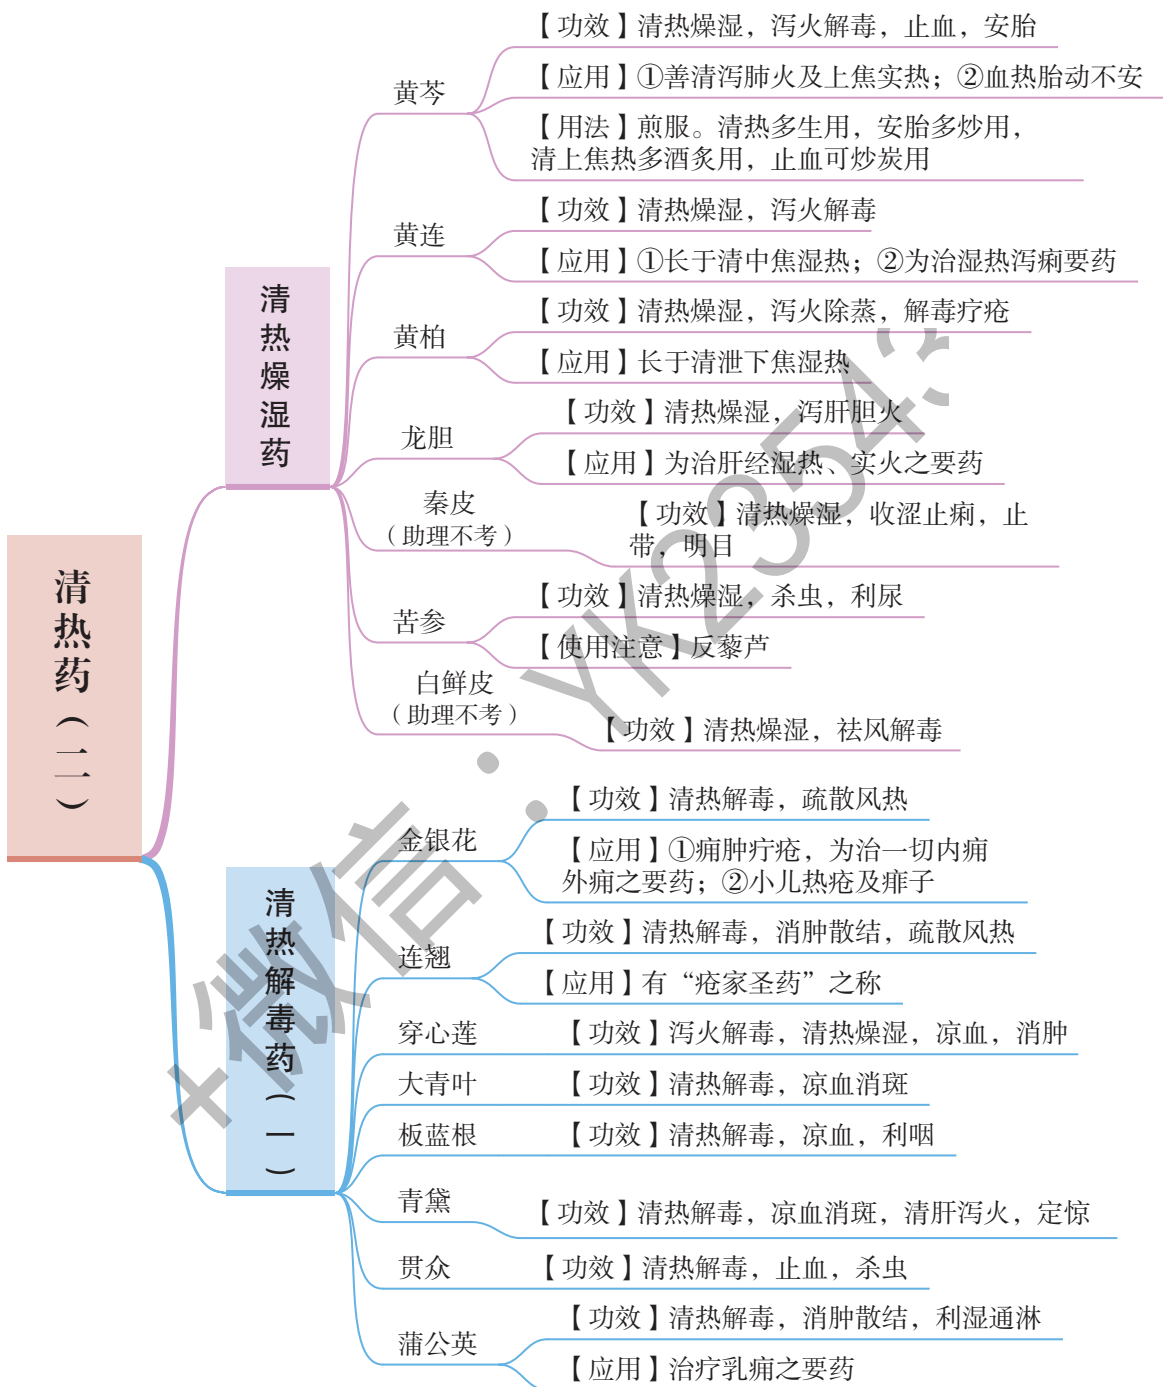 清热药（二）
清热燥湿药
黄芩
【功效】清热燥湿，泻火解毒，止血，安胎
【应用】①善清泻肺火及上焦实热；②血热胎动不安
【用法】煎服。清热多生用，安胎多炒用，
清上焦热多酒炙用，止血可炒炭用
黄连
【功效】清热燥湿，泻火解毒
【应用】①长于清中焦湿热；②为治湿热泻痢要药
黄柏
【功效】清热燥湿，泻火除蒸，解毒疗疮
【应用】长于清泄下焦湿热
龙胆
【功效】清热燥湿，泻肝胆火
【应用】为治肝经湿热、实火之要药
秦皮
（助理不考）
【功效】清热燥湿，收涩止痢，止
带，明目
苦参
【功效】清热燥湿，杀虫，利尿
【使用注意】反藜芦
白鲜皮
（助理不考）
【功效】清热燥湿，祛风解毒
清热解毒药（一）
金银花
【功效】清热解毒，疏散风热
【应用】①痈肿疔疮，为治一切内痈
外痈之要药；②小儿热疮及痱子
连翘
【功效】清热解毒，消肿散结，疏散风热
【应用】有“疮家圣药”之称
穿心莲
【功效】泻火解毒，清热燥湿，凉血，消肿
大青叶
【功效】清热解毒，凉血消斑
板蓝根
【功效】清热解毒，凉血，利咽
青黛
【功效】清热解毒，凉血消斑，清肝泻火，定惊
贯众
【功效】清热解毒，止血，杀虫
蒲公英
【功效】清热解毒，消肿散结，利湿通淋
【应用】治疗乳痈之要药
+微信：YK23543